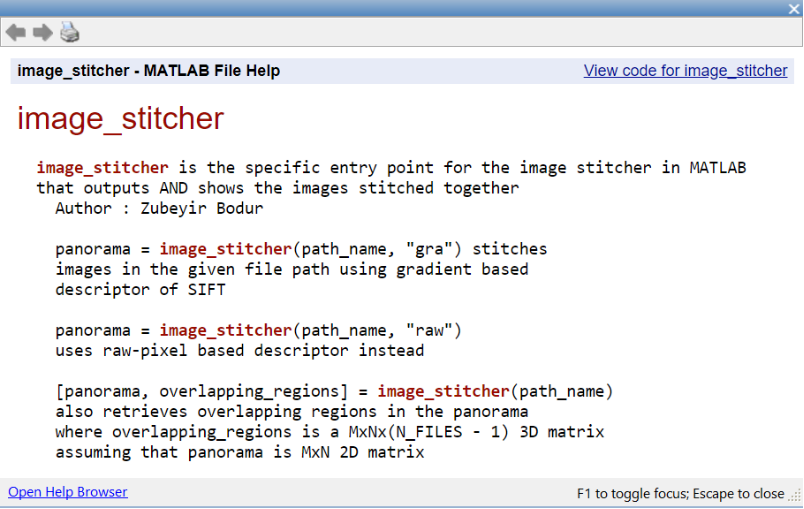 image_stitcher - MATLAB File Help View code for image_stitcher
image_stitcher
image_stitcher is the specific entry point for the image stitcher in MATLAB
that outputs AND shows the images stitched together
Author : Zubeyir Bodur
panorama = image_stitcher(path_name, "gra") stitches
images in the given file path using gradient based
descriptor of SIFT
panorama = image_stitcher(path_name, "raw")
uses raw-pixel based descriptor instead
[panorama, overlapping_regions] = image_stitcher(path_name)
also retrieves overlapping regions in the panorama
where overlapping_regions is a MxNx(N_FILES - 1) 3D matrix
assuming that panorama is MxN 2D matrix
Open Help Browser F1 to toggle focus; Escape to close